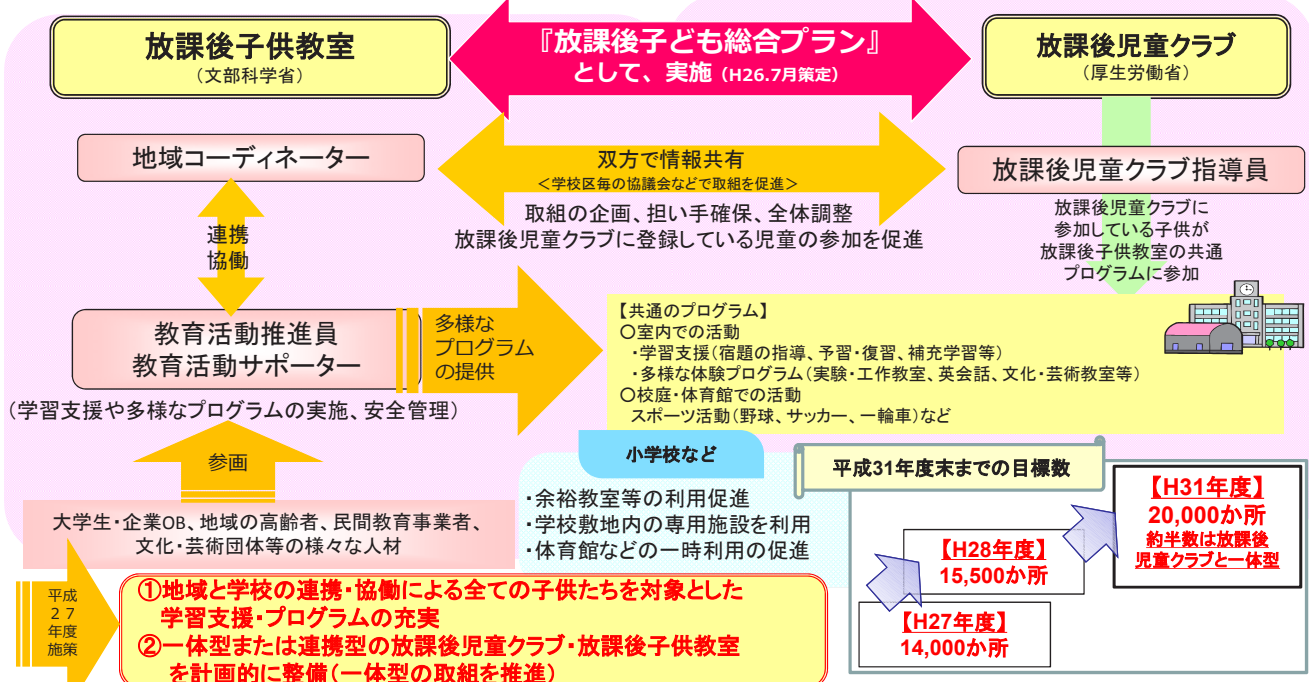 放課後子供教室
（文部科学省）
『放課後子ども総合プラン』
として、実施（H26.7月策定）
放課後児童クラブ
（厚生労働省）
地域コーディネーター
双方で情報共有
＜学校区毎の協議会などで取組を促進＞
取組の企画、担い手確保、全体調整
放課後児童クラブに登録している児童の参加を促進
放課後児童クラブ指導員
放課後児童クラブに
参加している子供が
放課後子供教室の共通
プログラムに参加
連携
協働
教育活動推進員
教育活動サポーター
（学習支援や多様なプログラムの実施、安全管理）
多様な
プログラム
の提供
【共通のプログラム】
○室内での活動
・学習支援（宿題の指導、予習・復習、補充学習等）
・多様な体験プログラム（実験・工作教室、英会話、文化・芸術教室等）
○校庭・体育館での活動
スポーツ活動（野球、サッカー、一輪車）など
参画
大学生・企業OB、地域の高齢者、民間教育事業者、
文化・芸術団体等の様々な人材
小学校など
・余裕教室等の利用促進
・学校敷地内の専用施設を利用
・体育館などの一時利用の促進
平成31年度末までの目標数
【H31年度】
20,000か所
約半数は放課後
児童クラブと一体型
【H28年度】
15,500か所
【H27年度】
14,000か所
平成
２７
年度
施策
①地域と学校の連携・協働による全ての子供たちを対象とした
学習支援・プログラムの充実
②一体型または連携型の放課後児童クラブ・放課後子供教室
を計画的に整備（一体型の取組を推進）